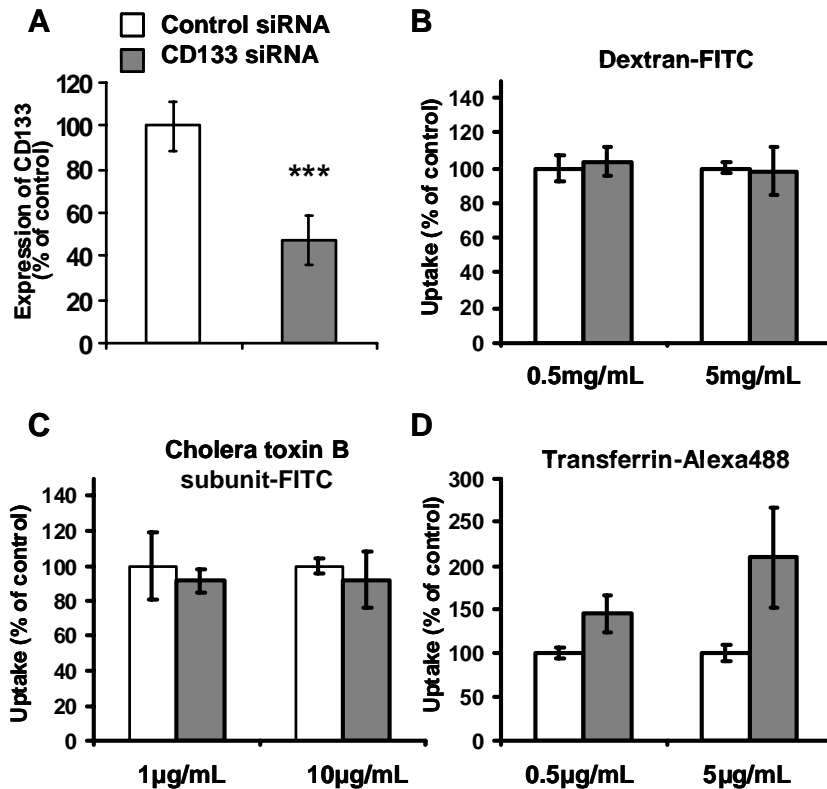 A
Control siRNA
CD133 siRNA
Expression of CD133
(% of control)
120
100
80
60
40
20
0
***
B
Dextran-FITC
Uptake (% of control)
140
120
100
80
60
40
20
0
0.5mg/mL
5mg/mL
C
Cholera toxin B
subunit-FITC
Uptake (% of control)
140
120
100
80
60
40
20
0
1µg/mL
10µg/mL
D
Transferrin-Alexa488
Uptake (% of control)
300
250
200
150
100
50
0
0.5µg/mL
5µg/mL